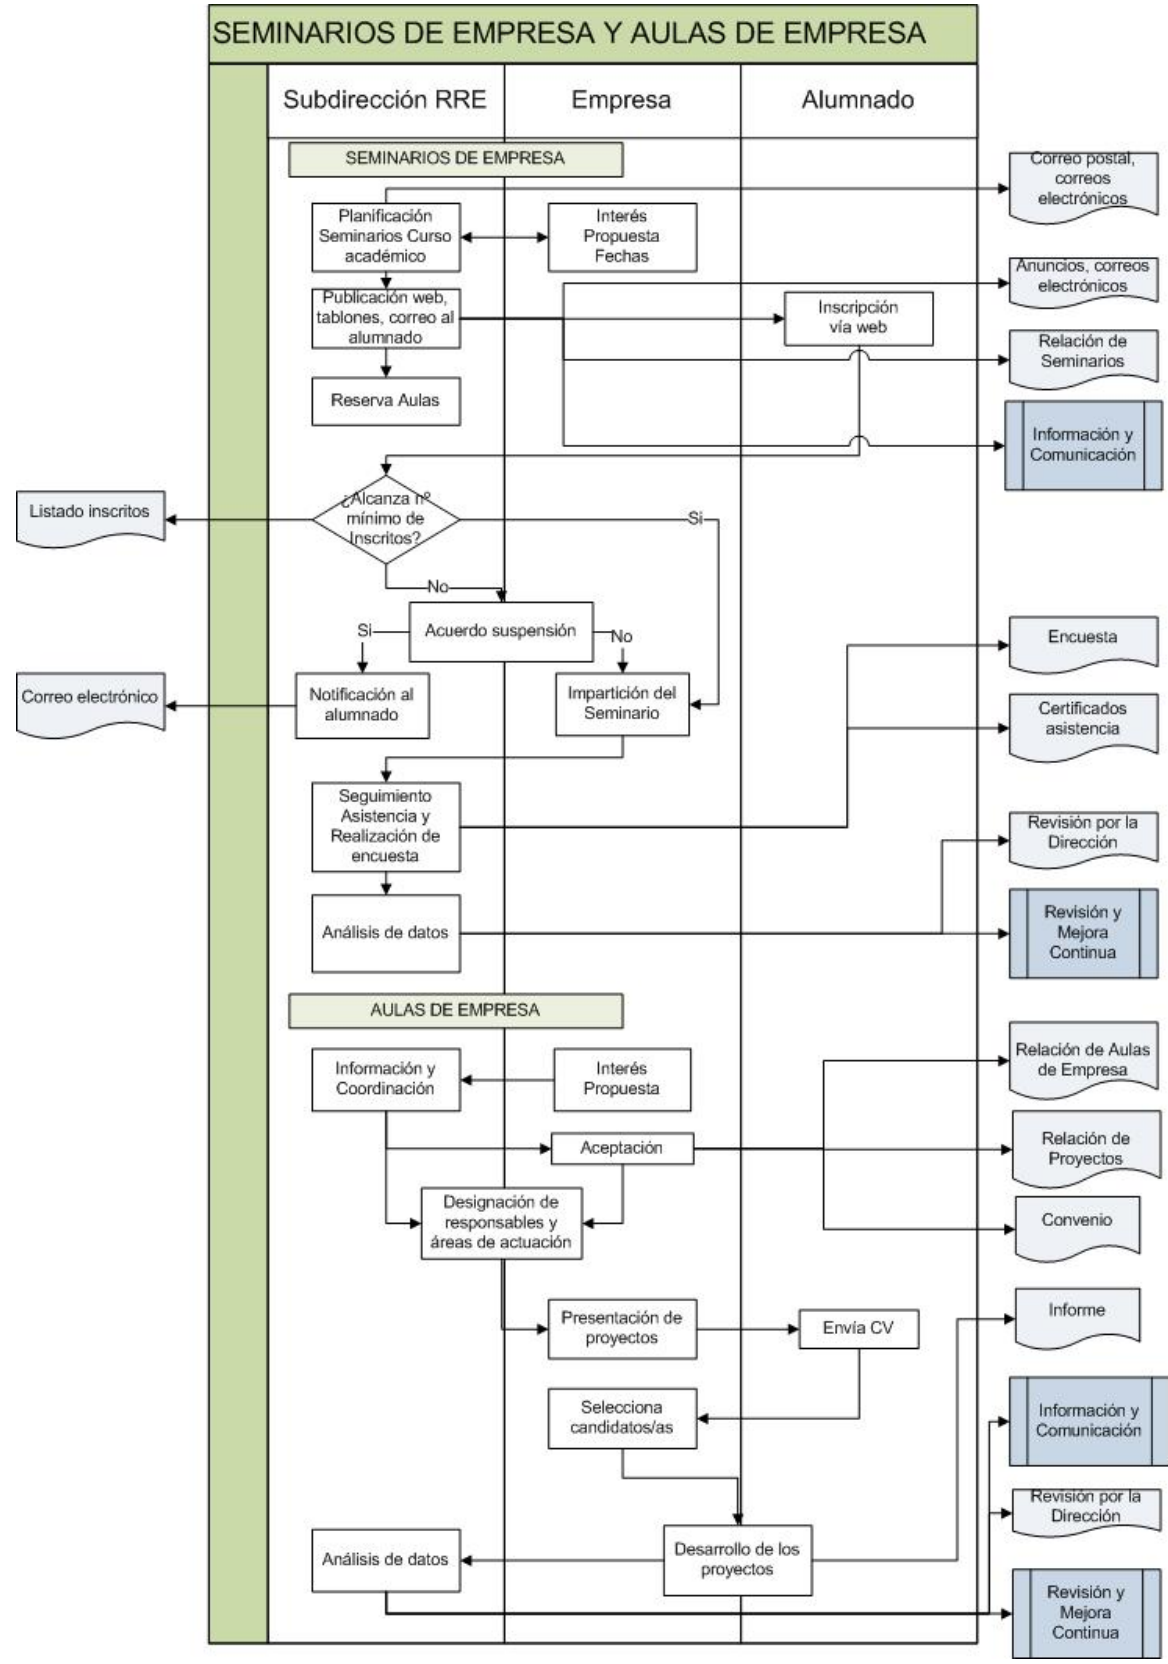 SEMINARIOS DE EMPRESA Y AULAS DE EMPRESA
Subdirección RRE
Empresa
Alumnado
SEMINARIOS DE EMPRESA
Correo postal,
correos
electrónicos
Planificación
Seminarios Curso
académico
Interés
Propuesta
Fechas
Anuncios, correos
electrónicos
Publicación web,
tablones, correo al
alumnado
Inscripción
vía web
Relación de
Seminarios
Reserva Aulas
Información y
Comunicación
Listado inscritos
¿Alcanza nº
mínimo de
Inscritos?
Si
No
Acuerdo suspensión
Si
No
Encuesta
Correo electrónico
Notificación al
alumnado
Impartición del
Seminario
Certificados
asistencia
Seguimiento
Asistencia y
Realización de
encuesta
Revisión por la
Dirección
Análisis de datos
Revisión y
Mejora
Continua
AULAS DE EMPRESA
Información y
Coordinación
Interés
Propuesta
Relación de Aulas
de Empresa
Aceptación
Relación de
Proyectos
Designación de
responsables y
áreas de actuación
Convenio
Presentación de
proyectos
Envía CV
Informe
Selecciona
candidatos/as
Información y
Comunicación
Revisión por la
Dirección
Análisis de datos
Desarrollo de los
proyectos
Revisión y
Mejora
Continua